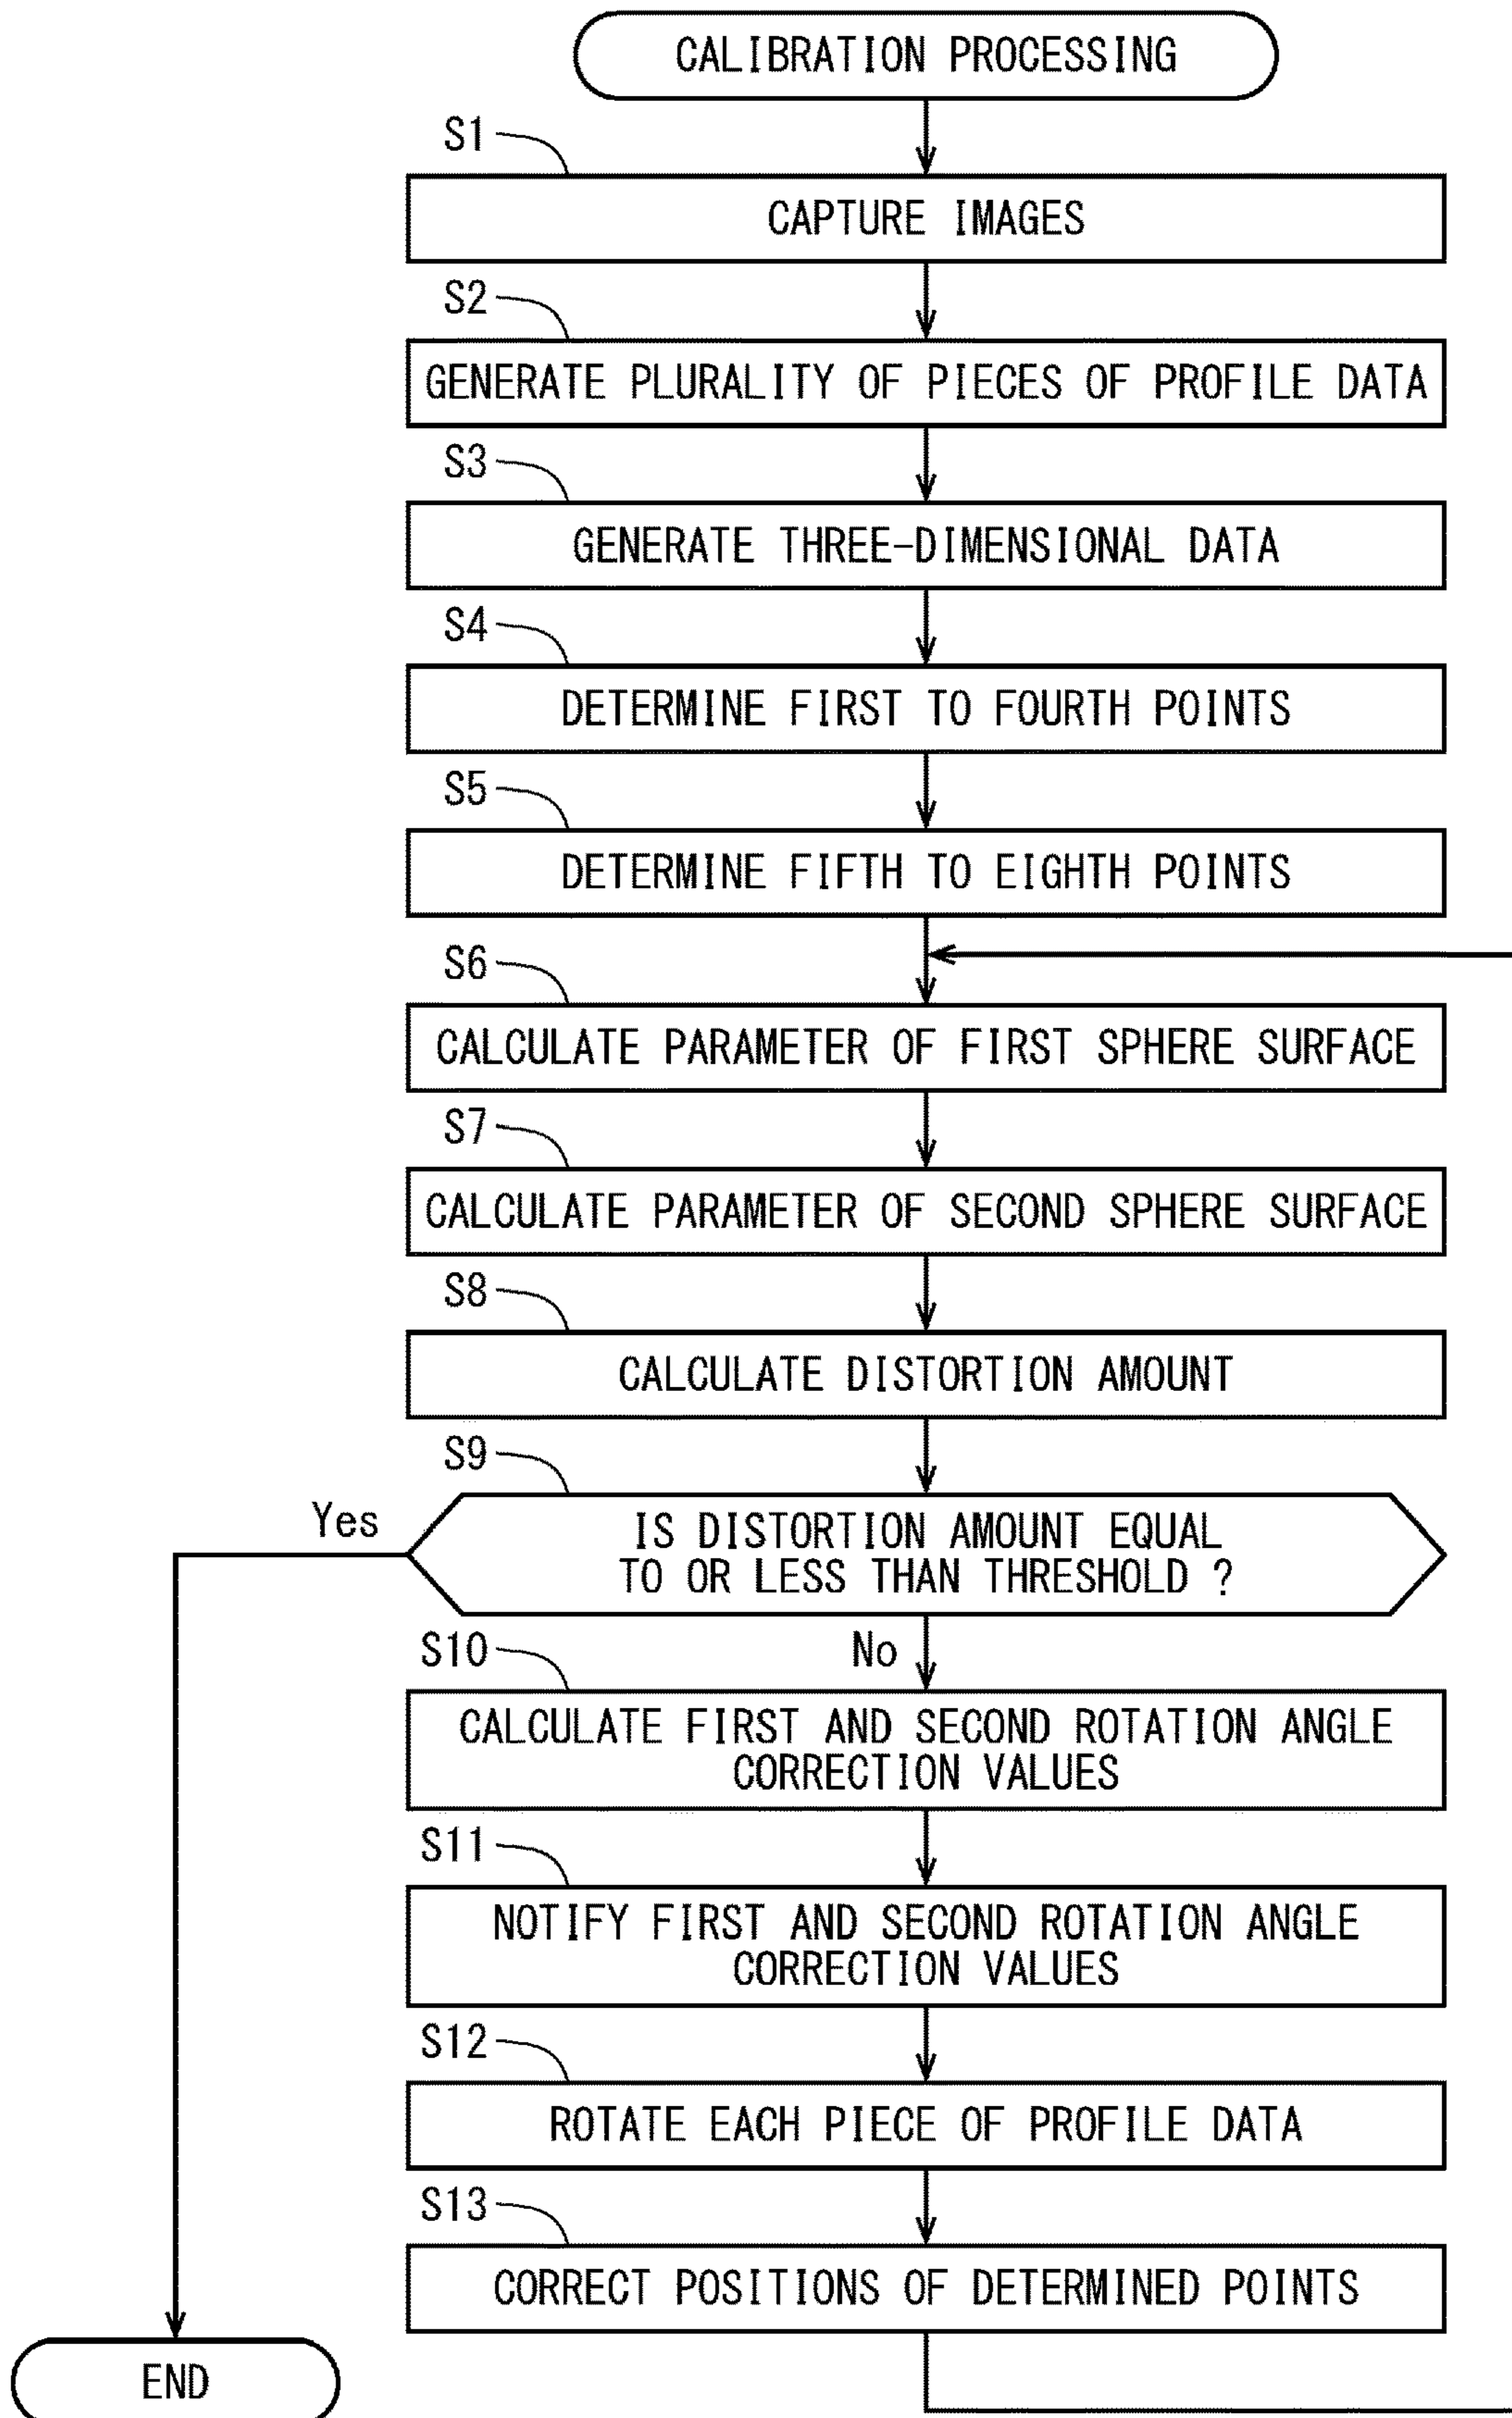 CALIBRATION PROCESSING
S1
CAPTURE IMAGES
S2
GENERATE PLURALITY OF PIECES OF PROFILE DATA
S3
GENERATE THREE-DIMENSIONAL DATA
S4
DETERMINE FIRST TO FOURTH POINTS
S5
DETERMINE FIFTH TO EIGHTH POINTS
S6
CALCULATE PARAMETER OF FIRST SPHERE SURFACE
S7
CALCULATE PARAMETER OF SECOND SPHERE SURFACE
S8
CALCULATE DISTORTION AMOUNT
S9
Yes
IS DISTORTION AMOUNT EQUAL
TO OR LESS THAN THRESHOLD ?
No
S10
CALCULATE FIRST AND SECOND ROTATION ANGLE
CORRECTION VALUES
S11
NOTIFY FIRST AND SECOND ROTATION ANGLE
CORRECTION VALUES
S12
ROTATE EACH PIECE OF PROFILE DATA
S13
CORRECT POSITIONS OF DETERMINED POINTS
END